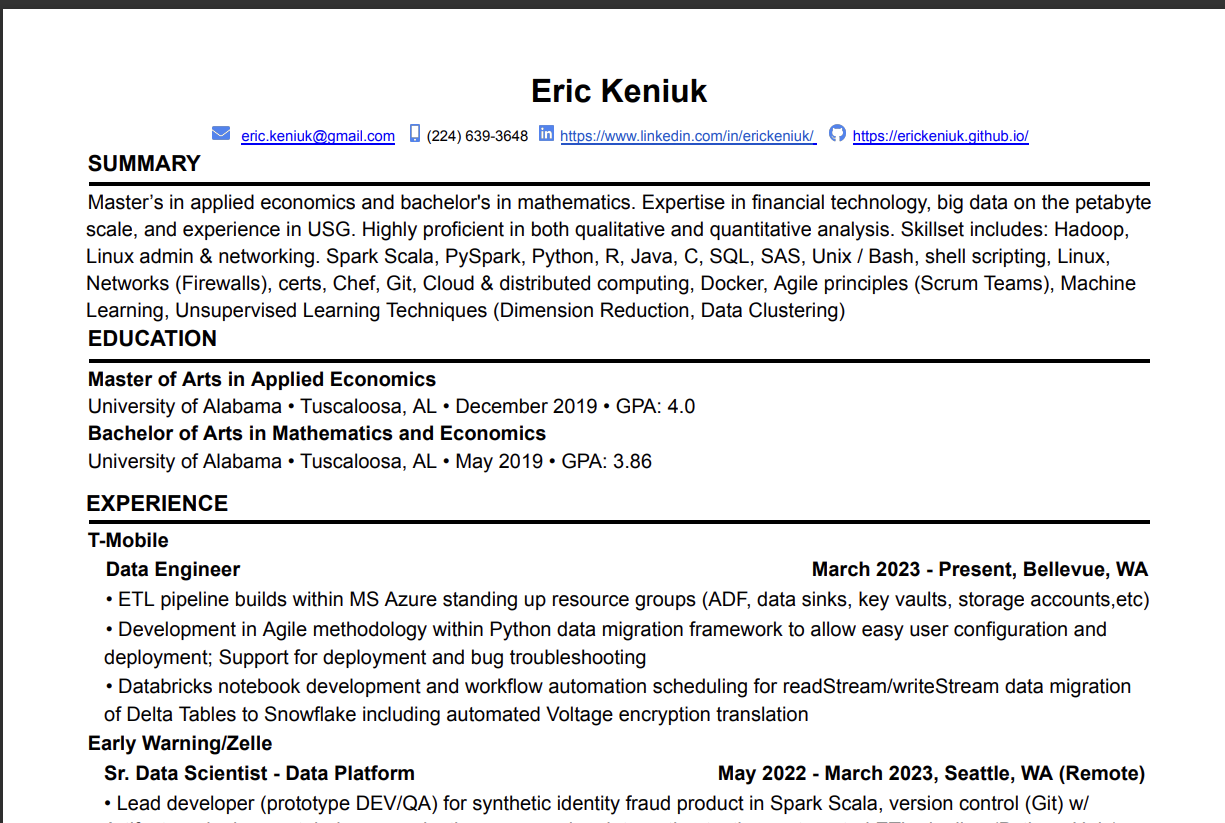 Eric Keniuk
eric.keniuk@gmail.com (224) 639-3648 https://www.linkedin.com/in/erickeniuk/ https://erickeniuk.github.io/
SUMMARY
Master’s in applied economics and bachelor's in mathematics. Expertise in financial technology, big data on the petabyte
scale, and experience in USG. Highly proficient in both qualitative and quantitative analysis. Skillset includes: Hadoop,
Linux admin & networking. Spark Scala, PySpark, Python, R, Java, C, SQL, SAS, Unix / Bash, shell scripting, Linux,
Networks (Firewalls), certs, Chef, Git, Cloud & distributed computing, Docker, Agile principles (Scrum Teams), Machine
Learning, Unsupervised Learning Techniques (Dimension Reduction, Data Clustering)
EDUCATION
Master of Arts in Applied Economics
University of Alabama • Tuscaloosa, AL • December 2019 • GPA: 4.0
Bachelor of Arts in Mathematics and Economics
University of Alabama • Tuscaloosa, AL • May 2019 • GPA: 3.86
EXPERIENCE
T-Mobile
Data Engineer March 2023 - Present, Bellevue, WA
• ETL pipeline builds within MS Azure standing up resource groups (ADF, data sinks, key vaults, storage accounts,etc)
• Development in Agile methodology within Python data migration framework to allow easy user configuration and
deployment; Support for deployment and bug troubleshooting
• Databricks notebook development and workflow automation scheduling for readStream/writeStream data migration
of Delta Tables to Snowflake including automated Voltage encryption translation
Early Warning/Zelle
Sr. Data Scientist - Data Platform May 2022 - March 2023, Seattle, WA (Remote)
• Lead developer (prototype DEV/QA) for synthetic identity fraud product in Spark Scala, version control (Git) w/